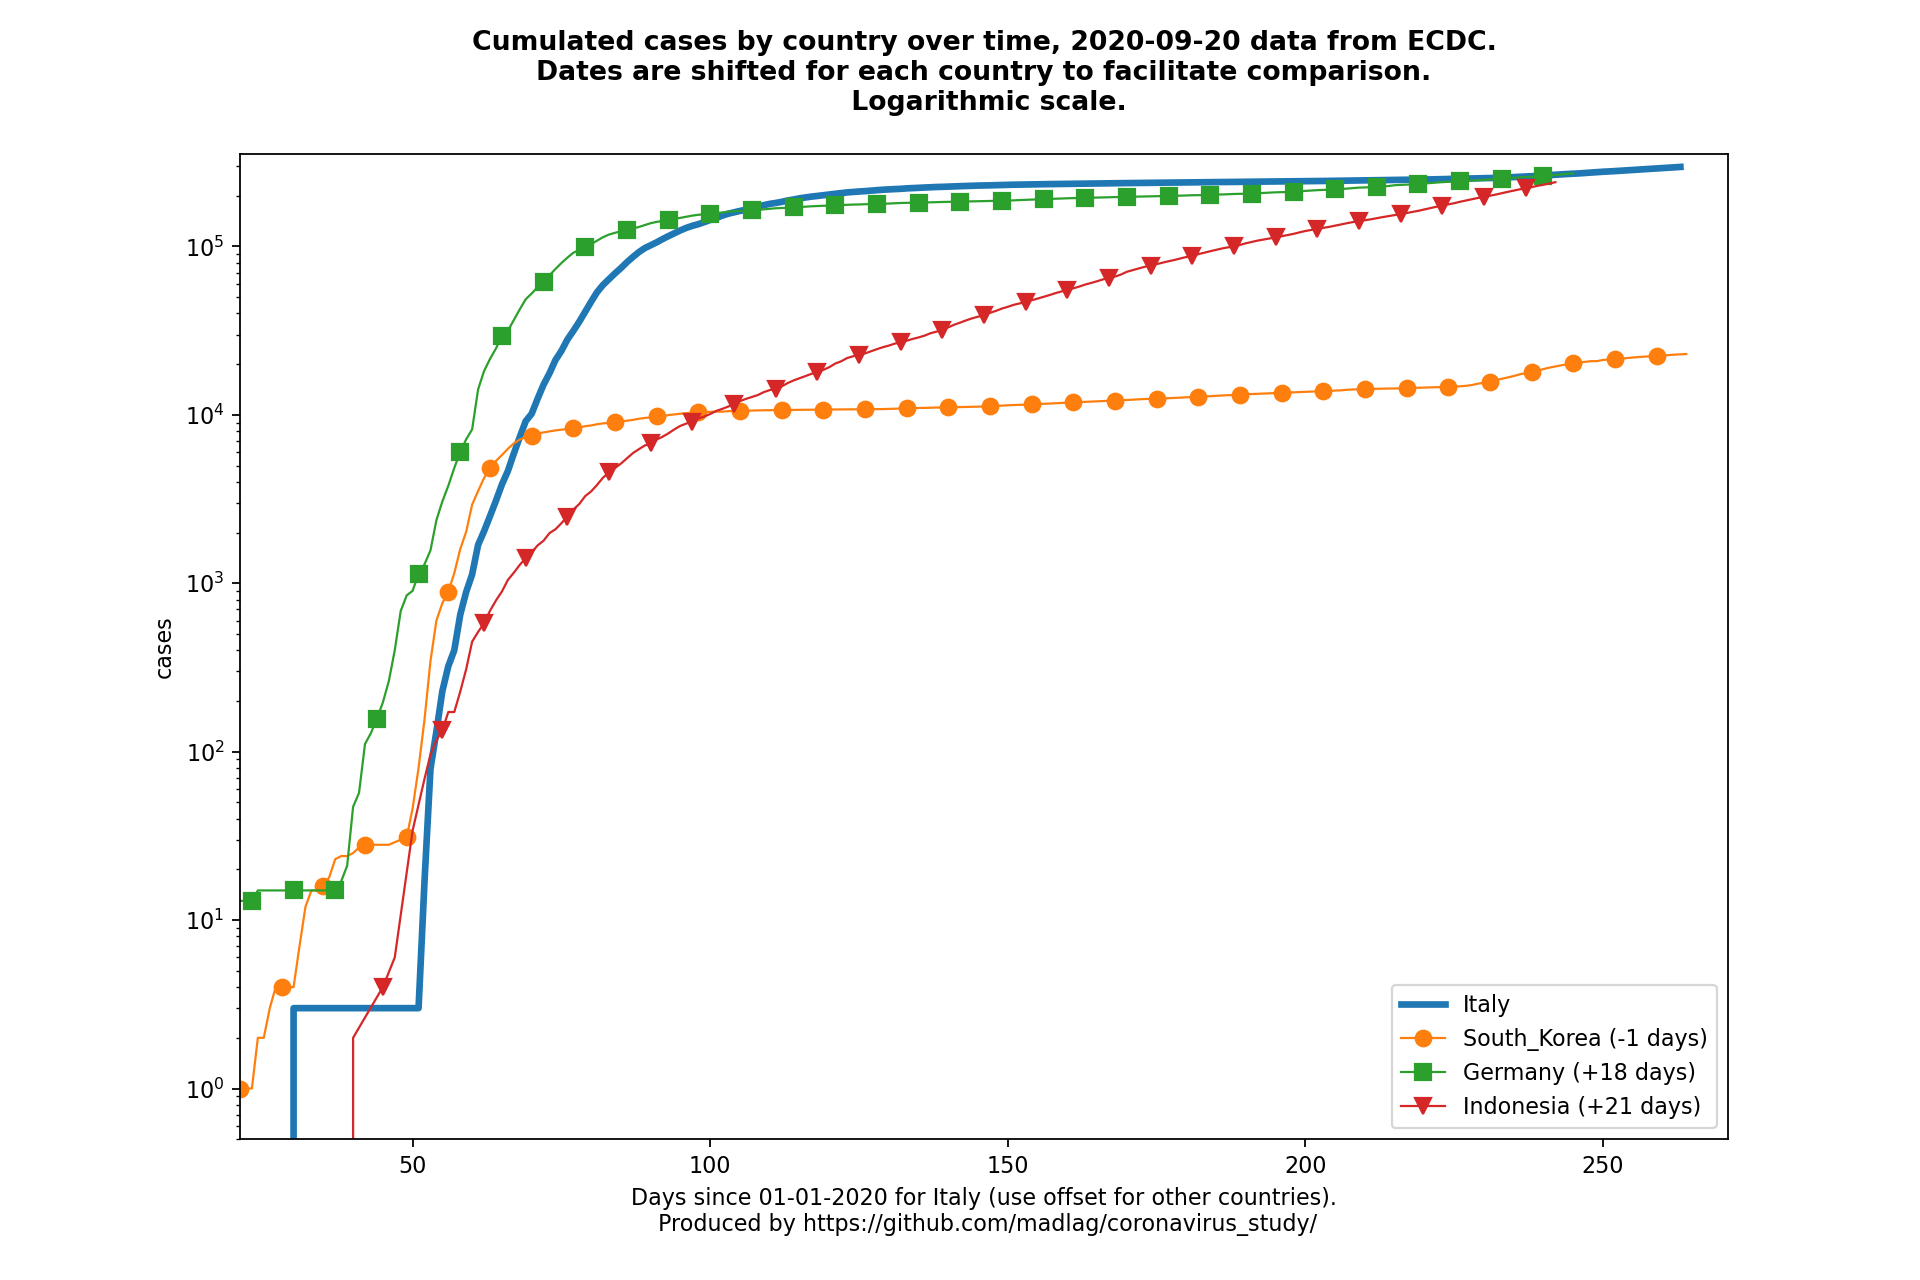 Cumulated cases by country over time, 2020-09-20 data from ECDC.
Dates are shifted for each country to facilitate comparison.
Logarithmic scale.
10^5
10^4
10^3
10^2
10^1
10^0
cases
Italy
South_Korea (-1 days)
Germany (+18 days)
Indonesia (+21 days)
50
100
150
200
250
Days since 01-01-2020 for Italy (use offset for other countries).
Produced by https://github.com/madlag/coronavirus_study/